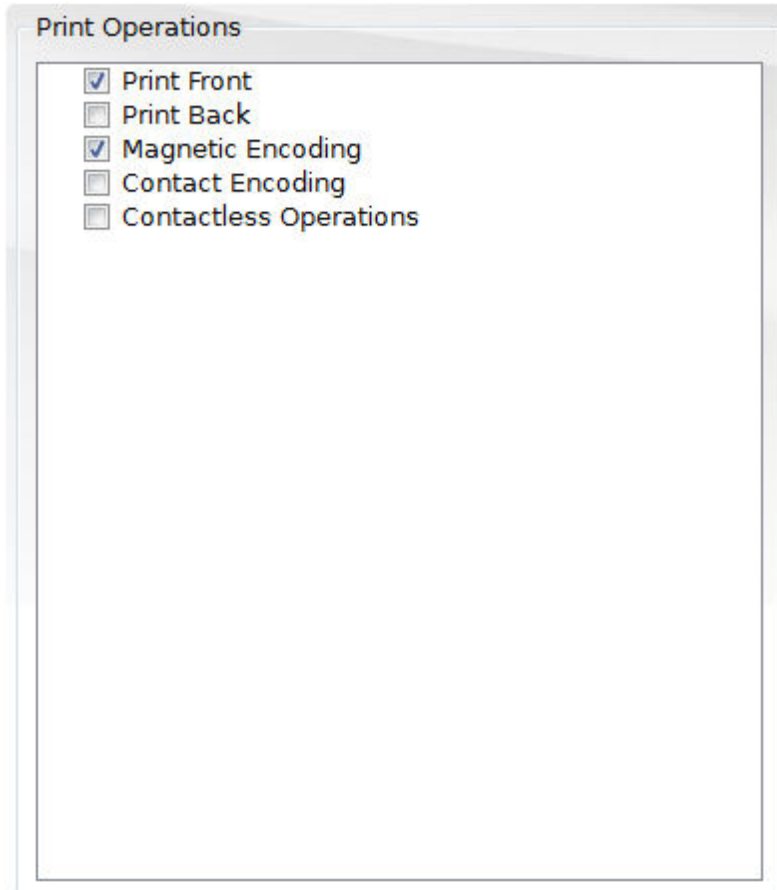 Print Operations
Print Front
Print Back
Magnetic Encoding
Contact Encoding
Contactless Operations